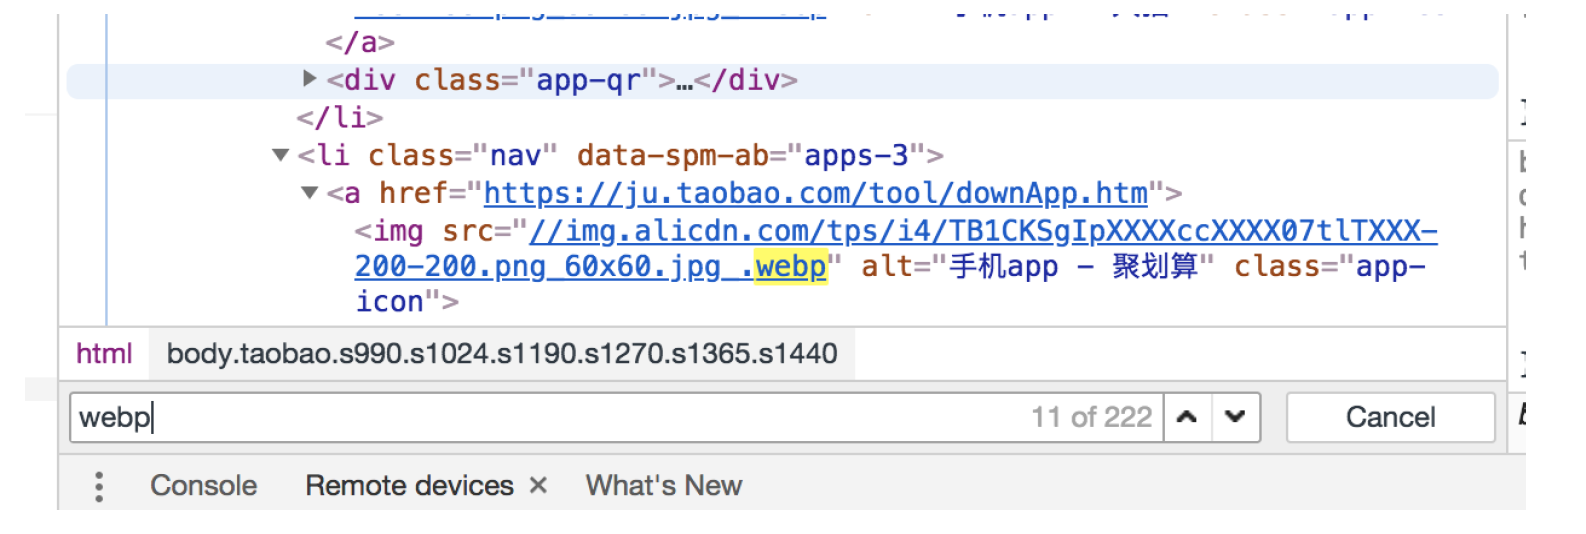 </a>
▶<div class="app-qr">…</div>
</li>
▼<li class="nav" data-spm-ab="apps-3">
▼<a href="https://ju.taobao.com/tool/downApp.htm">
<img src="//img.alicdn.com/tps/i4/TB1CKSgIpXXXXccXXXX07tlTXXX-
200-200.png_60x60.jpg_.webp" alt="手机app - 聚划算" class="app-
icon">
html body.taobao.s990.s1024.s1190.s1270.s1365.s1440
webp 11 of 222 Cancel
Console Remote devices × What's New